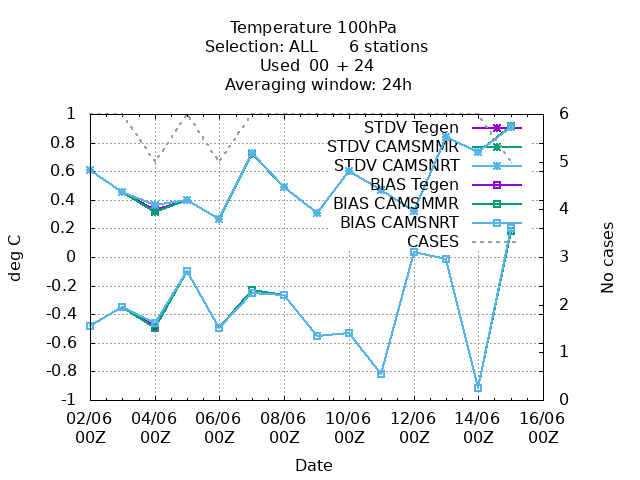 Temperature 100hPa
Selection: ALL 6 stations
Used 00 + 24
Averaging window: 24h
1
0.8
0.6
0.4
0.2
0
-0.2
-0.4
-0.6
-0.8
-1
deg C
STDV Tegen
STDV CAMSMMR
STDV CAMSNRT
BIAS Tegen
BIAS CAMSMMR
BIAS CAMSNRT
CASES
6
5
4
3
2
1
0
No cases
02/06 04/06 06/06 08/06 10/06 12/06 14/06 16/06
00Z 00Z 00Z 00Z 00Z 00Z 00Z 00Z
Date